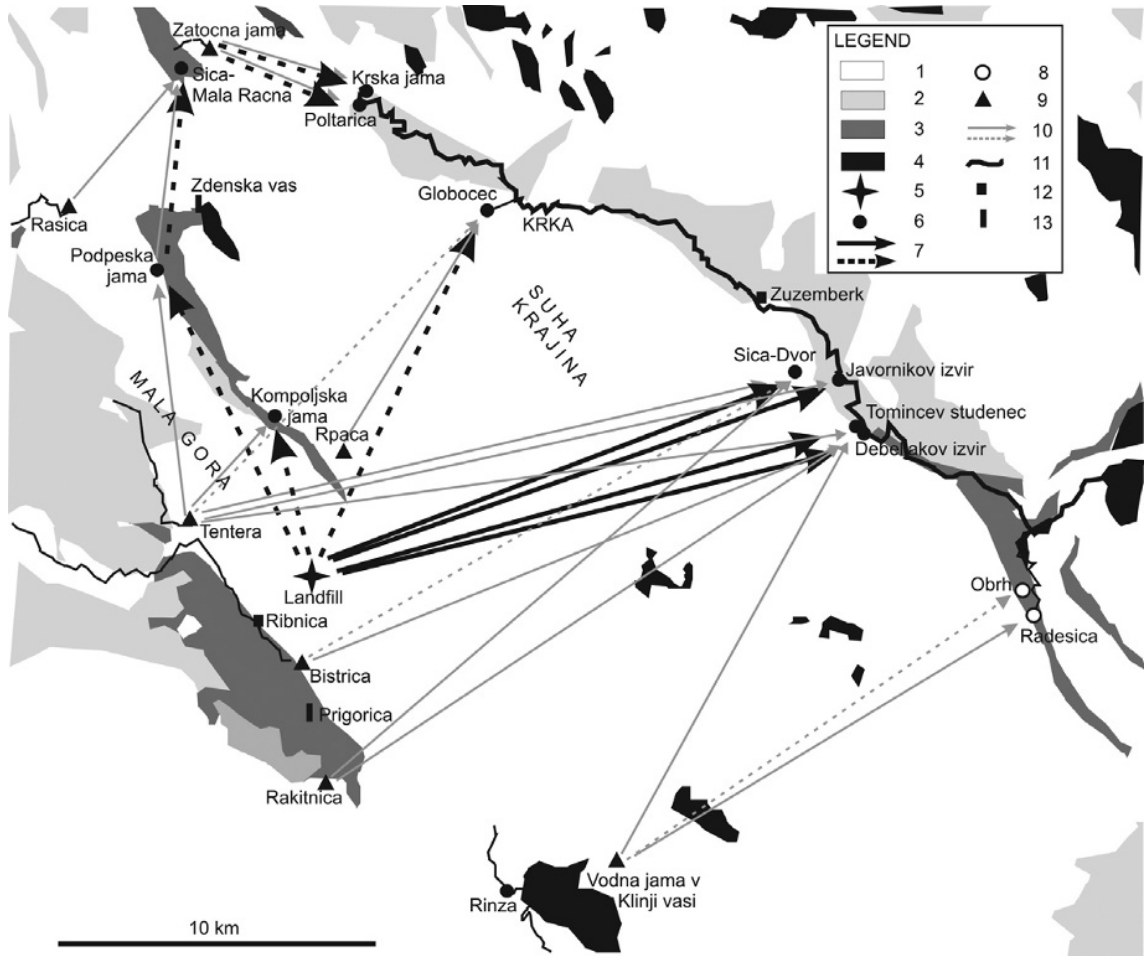 Zatocna jama
Sica-
Mala Racna
Krska jama
Poltarica
LEGEND
1
2
3
4
5
6
7
8
9
10
11
12
13
Zdenska vas
Globocec
KRKA
Rasica
Podpeska
jama
SUHA
KRAJINA
Zuzemberk
Sica-Dvor
Javornikov izvir
MALA GORA
Kompoljska
jama
Rpaca
Tomincev studenec
Debeljakov izvir
Tentera
Landfill
Obrh
Ribnica
Radesica
Bistrica
Prigorica
Rakitnica
Vodna jama v
Klinji vasi
Rinza
10 km